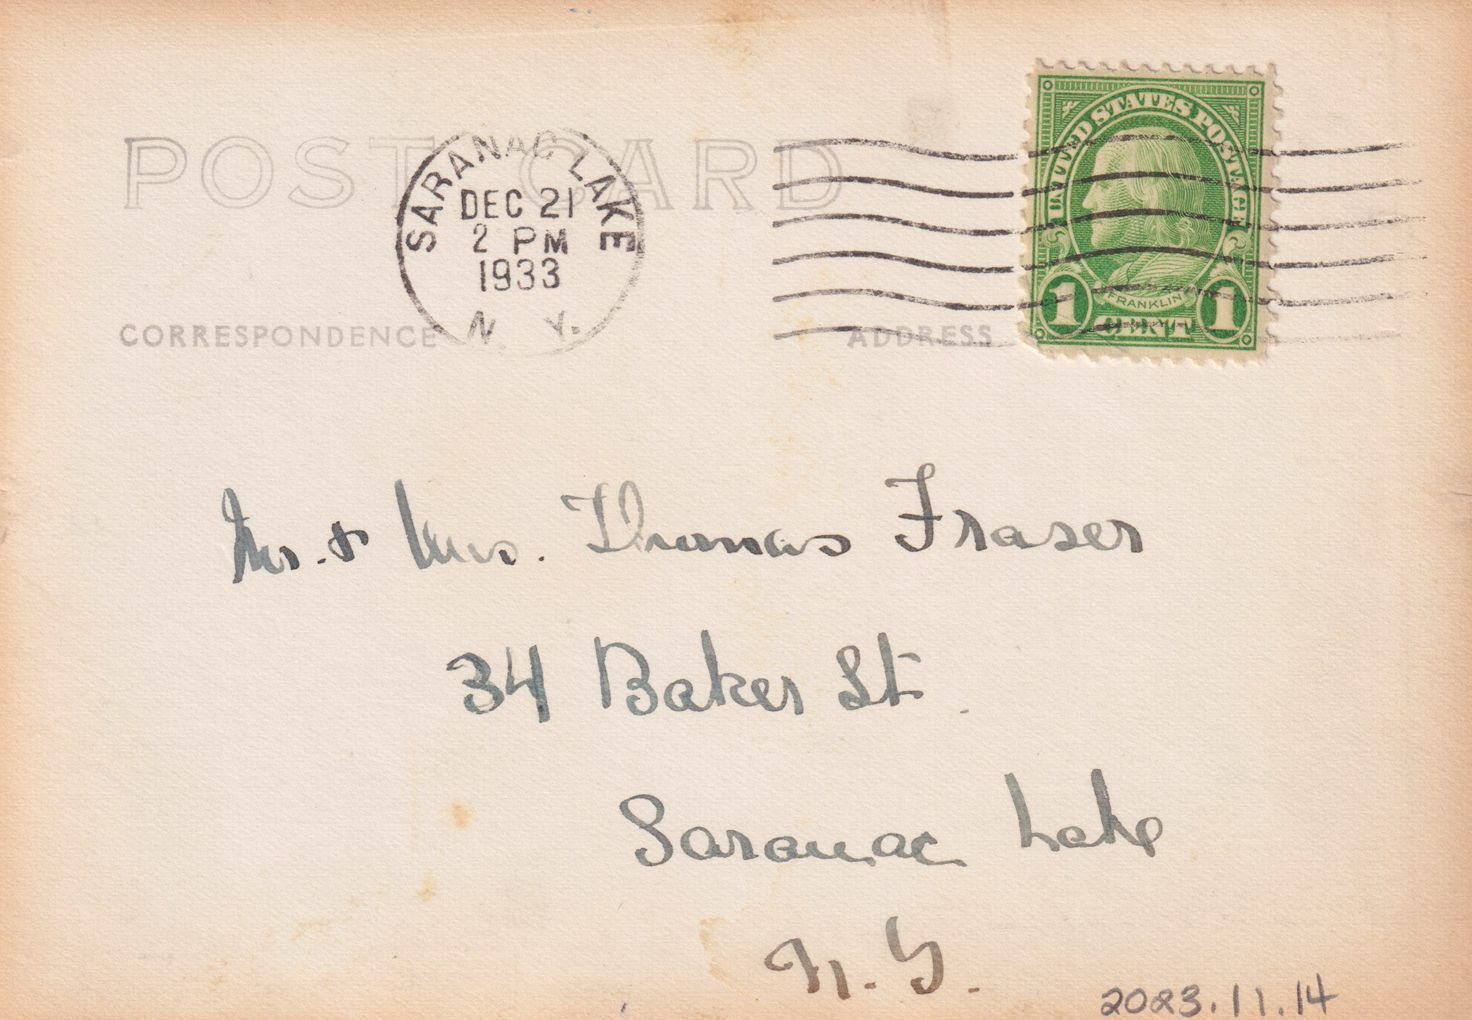 POST CARD
SARANAC LAKE
DEC 21
2 PM
1933
N. Y.
UNITED STATES POSTAGE
FRANKLIN
1 CENT 1
CORRESPONDENCE
ADDRESS
Mr. & Mrs. Thomas Fraser
34 Baker St.
Saranac Lake
N. Y.
2023.11.14